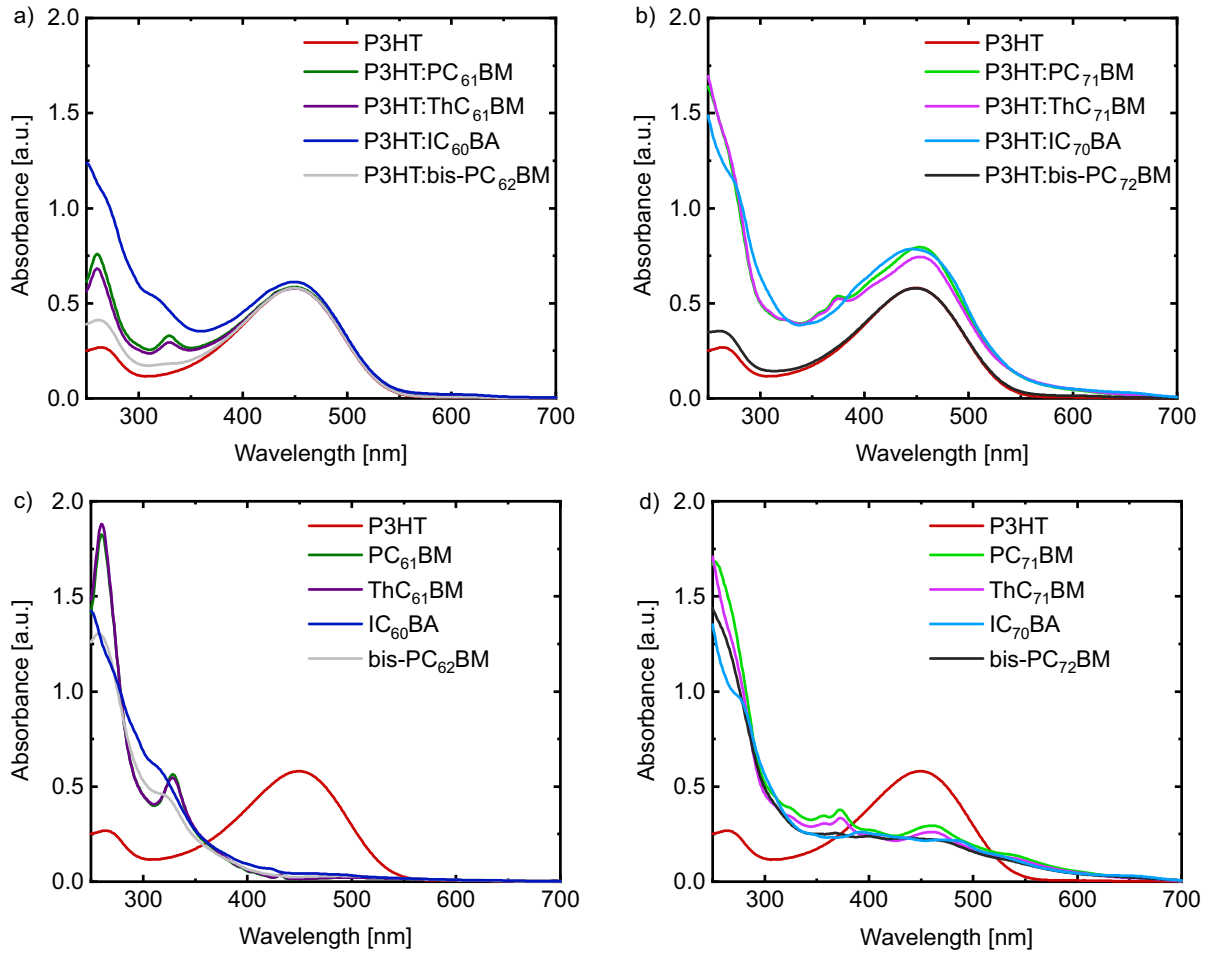 a)
2.0
1.5
1.0
0.5
0.0
Absorbance [a.u.]
P3HT
P3HT:PC₆₁BM
P3HT:ThC₆₁BM
P3HT:IC₆₀BA
P3HT:bis-PC₆₂BM
300 400 500 600 700
Wavelength [nm]
b)
2.0
1.5
1.0
0.5
0.0
Absorbance [a.u.]
P3HT
P3HT:PC₇₁BM
P3HT:ThC₇₁BM
P3HT:IC₇₀BA
P3HT:bis-PC₇₂BM
300 400 500 600 700
Wavelength [nm]
c)
2.0
1.5
1.0
0.5
0.0
Absorbance [a.u.]
P3HT
PC₆₁BM
ThC₆₁BM
IC₆₀BA
bis-PC₆₂BM
300 400 500 600 700
Wavelength [nm]
d)
2.0
1.5
1.0
0.5
0.0
Absorbance [a.u.]
P3HT
PC₇₁BM
ThC₇₁BM
IC₇₀BA
bis-PC₇₂BM
300 400 500 600 700
Wavelength [nm]